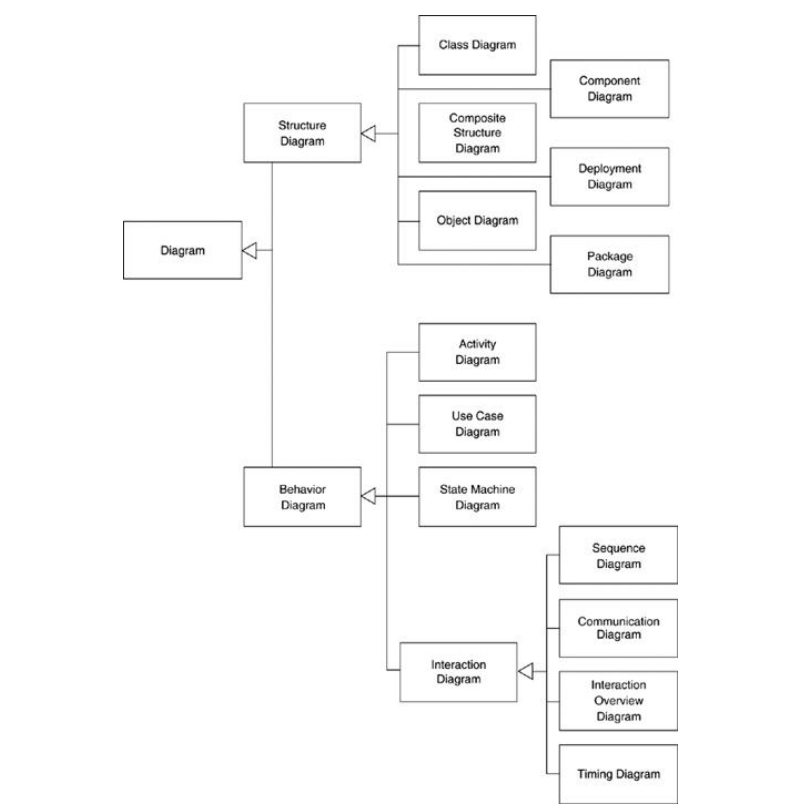 Class Diagram
Component
Diagram
Structure
Diagram
Composite
Structure
Diagram
Deployment
Diagram
Object Diagram
Diagram
Package
Diagram
Activity
Diagram
Use Case
Diagram
Behavior
Diagram
State Machine
Diagram
Sequence
Diagram
Communication
Diagram
Interaction
Diagram
Interaction
Overview
Diagram
Timing Diagram